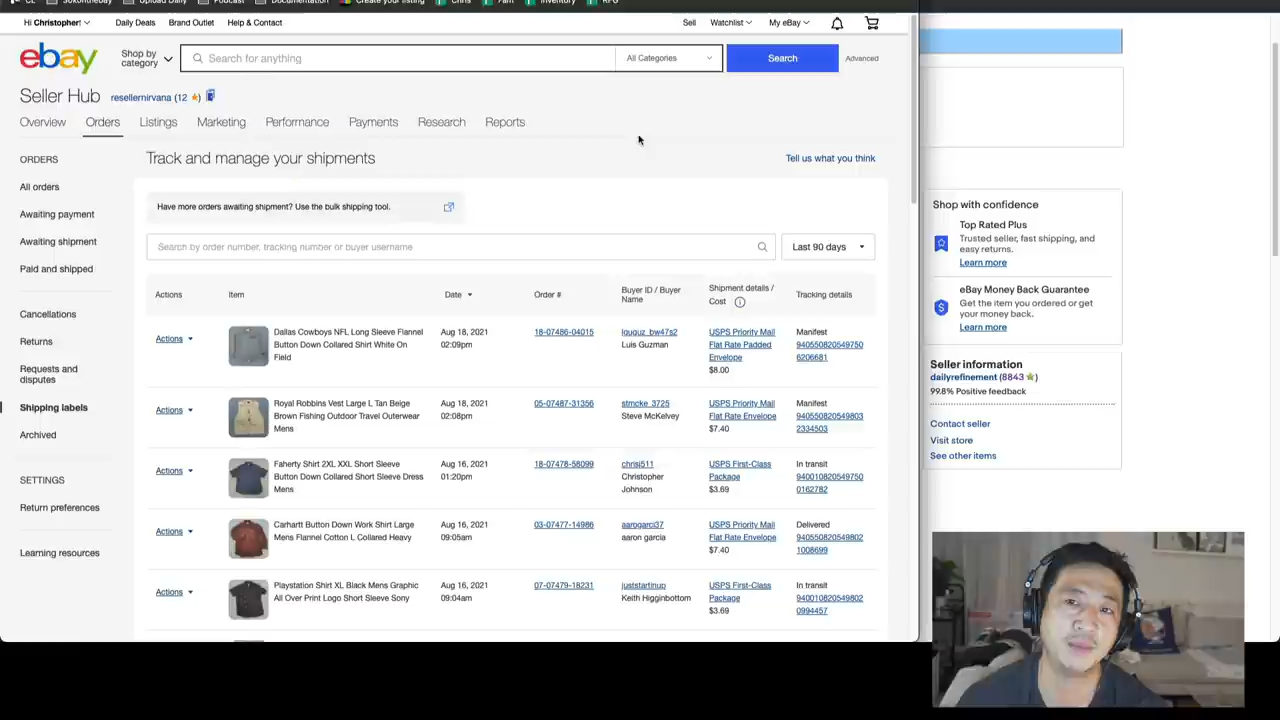 Hi Christopher!
Daily Deals
Brand Outlet
Help & Contact
Sell
Watchlist
My eBay
ebay
Shop by
category
Search for anything
All Categories
Search
Advanced
Seller Hub
resellernirvana (12
)
Overview
Orders
Listings
Marketing
Performance
Payments
Research
Reports
ORDERS
All orders
Awaiting payment
Awaiting shipment
Paid and shipped
Cancellations
Returns
Requests and
disputes
Shipping labels
Archived
SETTINGS
Return preferences
Learning resources
Track and manage your shipments
Tell us what you think
Have more orders awaiting shipment? Use the bulk shipping tool.
Search by order number, tracking number or buyer username
Last 90 days
Actions
Item
Date
Order #
Buyer ID / Buyer
Name
Shipment details /
Cost
Tracking details
Actions
Dallas Cowboys NFL Long Sleeve Flannel
Button Down Collared Shirt White On
Field
Aug 18, 2021
02:09pm
18-07486-04015
lguguz_bw47s2
Luis Guzman
USPS Priority Mail
Flat Rate Padded
Envelope
$8.00
Manifest
940550820549750
6206681
Actions
Royal Robbins Vest Large L Tan Beige
Brown Fishing Outdoor Travel Outerwear
Mens
Aug 18, 2021
02:08pm
05-07487-31356
stmcke_3725
Steve McKelvey
USPS Priority Mail
Flat Rate Envelope
$7.40
Manifest
940550820549803
2334503
Actions
Faherty Shirt 2XL XXL Short Sleeve
Button Down Collared Short Sleeve Dress
Mens
Aug 16, 2021
01:20pm
18-07478-58099
chrisj511
Christopher
Johnson
USPS First-Class
Package
$3.69
In transit
940010820549750
0162782
Actions
Carhartt Button Down Work Shirt Large
Mens Flannel Cotton L Collared Heavy
Aug 16, 2021
09:05am
03-07477-14986
aarogarci37
aaron garcia
USPS Priority Mail
Flat Rate Envelope
$7.40
Delivered
940550820549802
1008699
Actions
Playstation Shirt XL Black Mens Graphic
All Over Print Logo Short Sleeve Sony
Aug 16, 2021
09:04am
07-07479-18231
juststartinup
Keith Higginbottom
USPS First-Class
Package
$3.69
In transit
940010820549802
0994457
Shop with confidence
Top Rated Plus
Trusted seller, fast shipping, and
easy returns.
Learn more
eBay Money Back Guarantee
Get the item you ordered or get
your money back.
Learn more
Seller information
dailyrefinement (8843
)
99.8% Positive feedback
Contact seller
Visit store
See other items